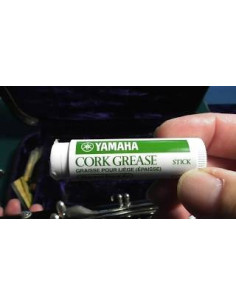 YAMAHA
CORK GREASE STICK
GRAISSE POUR LIÈGE (ÉPAISSE)